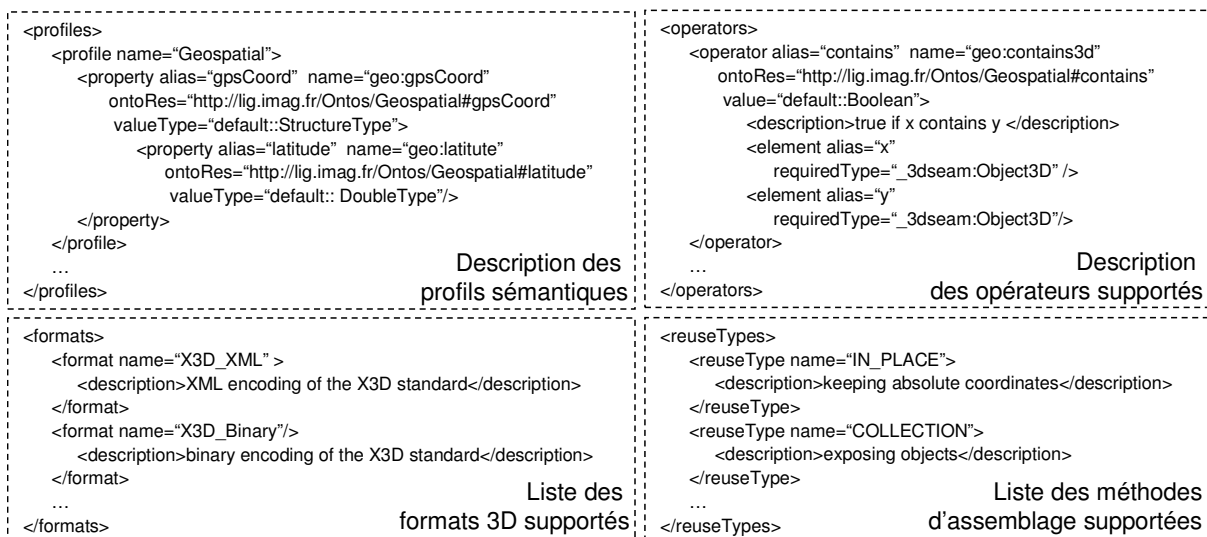 <profiles>
<profile name=“Geospatial”>
<property alias=“gpsCoord” name=“geo:gpsCoord”
ontoRes=“http://lig.imag.fr/Ontos/Geospatial#gpsCoord”
valueType=“default::StructureType”>
<property alias=“latitude” name=“geo:latitute”
ontoRes=“http://lig.imag.fr/Ontos/Geospatial#latitude”
valueType=“default:: DoubleType”/>
</property>
</profile>
…
</profiles>
Description des
profils sémantiques
<operators>
<operator alias=“contains” name=“geo:contains3d”
ontoRes=“http://lig.imag.fr/Ontos/Geospatial#contains”
value=“default::Boolean”>
<description>true if x contains y </description>
<element alias=“x”
requiredType=“_3dseam:Object3D” />
<element alias=“y”
requiredType=“_3dseam:Object3D”/>
</operator>
…
</operators>
Description
des opérateurs supportés
<formats>
<format name=“X3D_XML” >
<description>XML encoding of the X3D standard</description>
</format>
<format name=“X3D_Binary”/>
<description>binary encoding of the X3D standard</description>
</format>
…
</formats>
Liste des
formats 3D supportés
<reuseTypes>
<reuseType name=“IN_PLACE”>
<description>keeping absolute coordinates</description>
</reuseType>
<reuseType name=“COLLECTION”>
<description>exposing objects</description>
</reuseType>
…
</reuseTypes>
Liste des méthodes
d’assemblage supportées